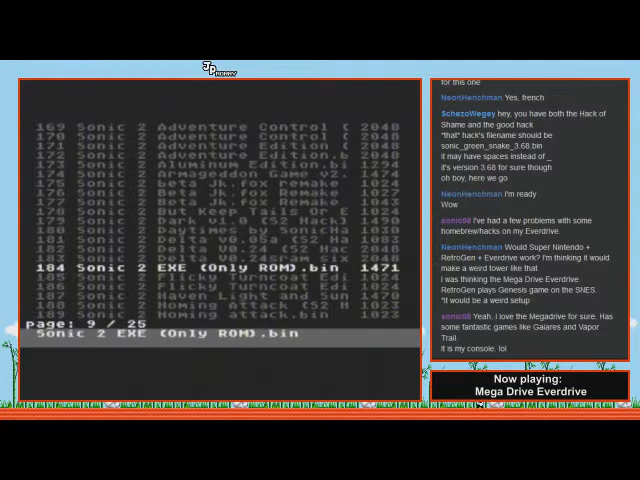 JP
RONNY
169 Sonic 2 Adventure Control ( 2048
170 Sonic 2 Adventure Control ( 2048
171 Sonic 2 Adventure Edition ( 2048
172 Sonic 2 Adventure Edition.b 2048
173 Sonic 2 Aluminum Edition.bi 1294
174 Sonic 2 Armageddon Game v2. 1474
175 Sonic 2 beta Jk.fox remake 1024
176 Sonic 2 beta Jk.fox Remake 1027
177 Sonic 2 beta Jk.fox Remake 1043
178 Sonic 2 But Keep Tails Or E 1024
179 Sonic 2 Dark v1.0 (S2 Hack) 1490
180 Sonic 2 Daytimes by SonicHa 1030
181 Sonic 2 Delta v0.05a (S2 Ha 1083
182 Sonic 2 Delta v0.24 (S2 Hac 2048
183 Sonic 2 Delta v0.24sram six 2048
184 Sonic 2 EXE (Only ROM).bin 1471
185 Sonic 2 Flicky Turncoat Edi 1024
186 Sonic 2 Flicky Turncoat Edi 1024
187 Sonic 2 Haven Light and Sun 1470
188 Sonic 2 Homing attack (S2 H 1024
189 Sonic 2 Homing attack.bin 1023
page: 9 / 25
Sonic 2 EXE (Only ROM).bin
for this one
NeonHenchman Yes, french
SchezoWegey hey, you have both the Hack of
Shame and the good hack
*that* hack's filename should be
sonic_green_snake_3.68.bin
it may have spaces instead of _
it's version 3.68 for sure though
oh boy, here we go
NeonHenchman I'm ready
Wow
sonic08 I've had a few problems with some
homebrew/hacks on my Everdrive.
NeonHenchman Would Super Nintendo +
RetroGen + Everdrive work? I'm thinking it
would make a weird tower like that.
I was thinking the Mega Drive Everdrive
RetroGen plays Genesis game on the SNES.
*It would be a weird setup
sonic08 Yeah, I love the Megadrive for sure. Has
some fantastic games like Gaiares and Vapor
Trail.
It is my console. lol
Now playing:
Mega Drive Everdrive